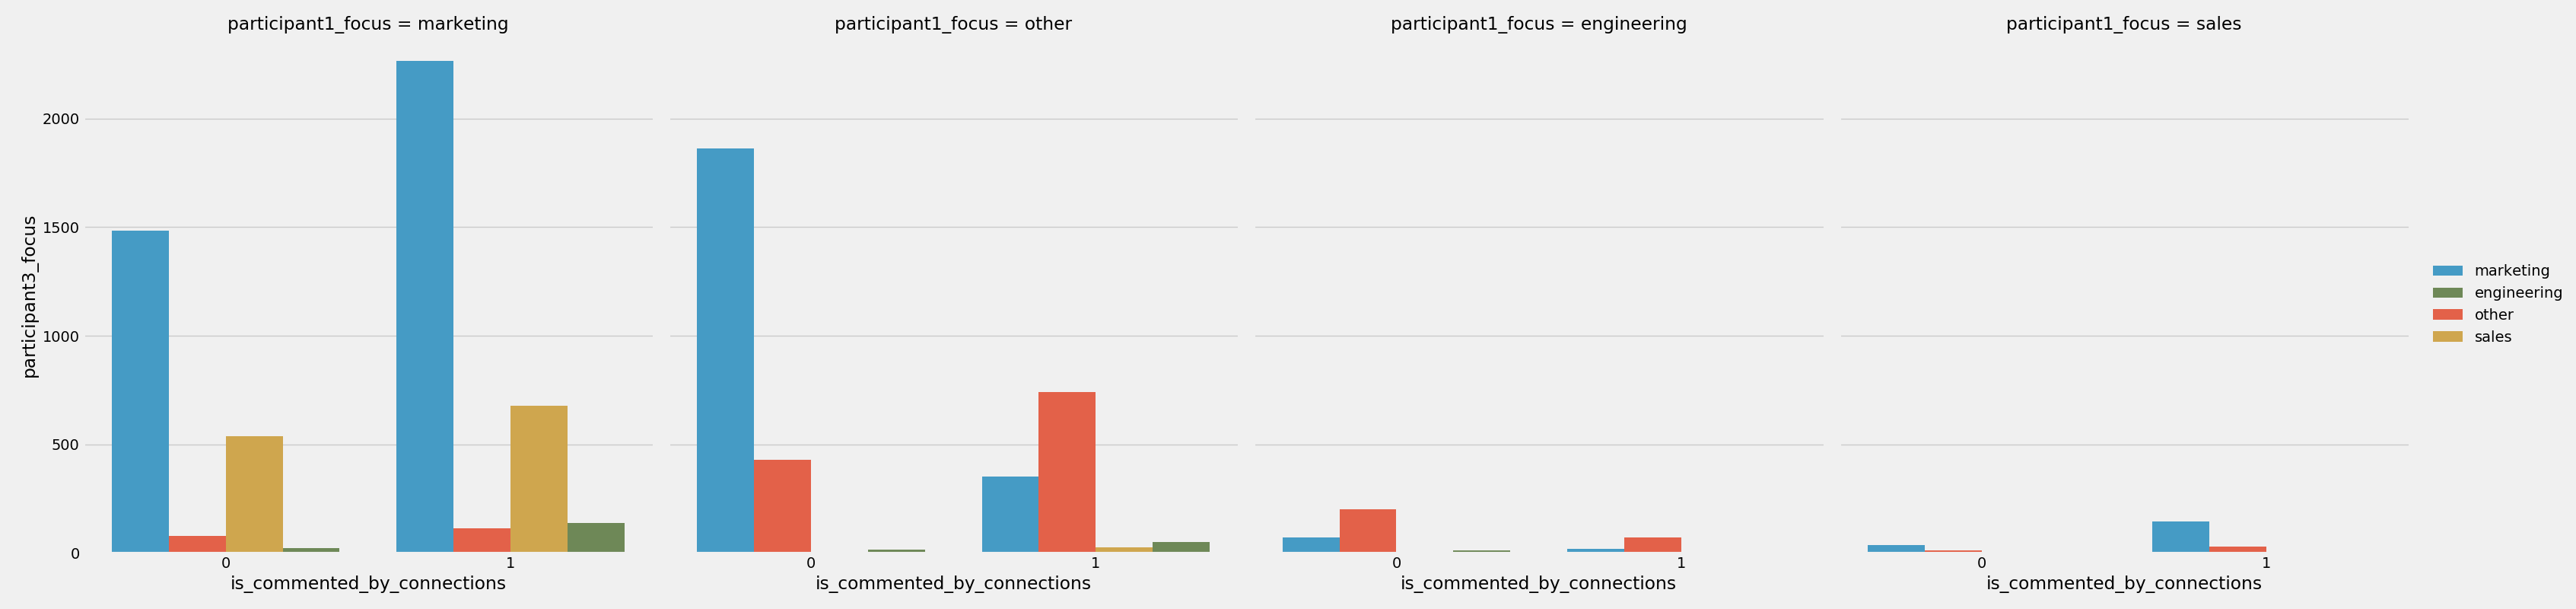 participant1_focus = marketing
participant1_focus = other
participant1_focus = engineering
participant1_focus = sales
participant3_focus
2000
1500
1000
500
0
0 1
0 1
0 1
0 1
is_commented_by_connections
is_commented_by_connections
is_commented_by_connections
is_commented_by_connections
marketing
engineering
other
sales